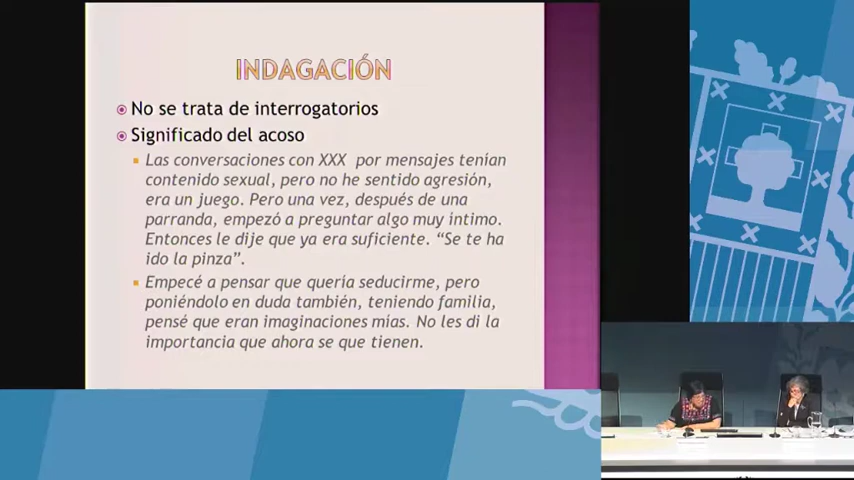 INDAGACIÓN
No se trata de interrogatorios
Significado del acoso
Las conversaciones con XXX por mensajes tenían
contenido sexual, pero no he sentido agresión,
era un juego. Pero una vez, después de una
parranda, empezó a preguntar algo muy intimo.
Entonces le dije que ya era suficiente. “Se te ha
ido la pinza”.
Empecé a pensar que quería seducirme, pero
poniéndolo en duda también, teniendo familia,
pensé que eran imaginaciones mías. No les di la
importancia que ahora se que tienen.